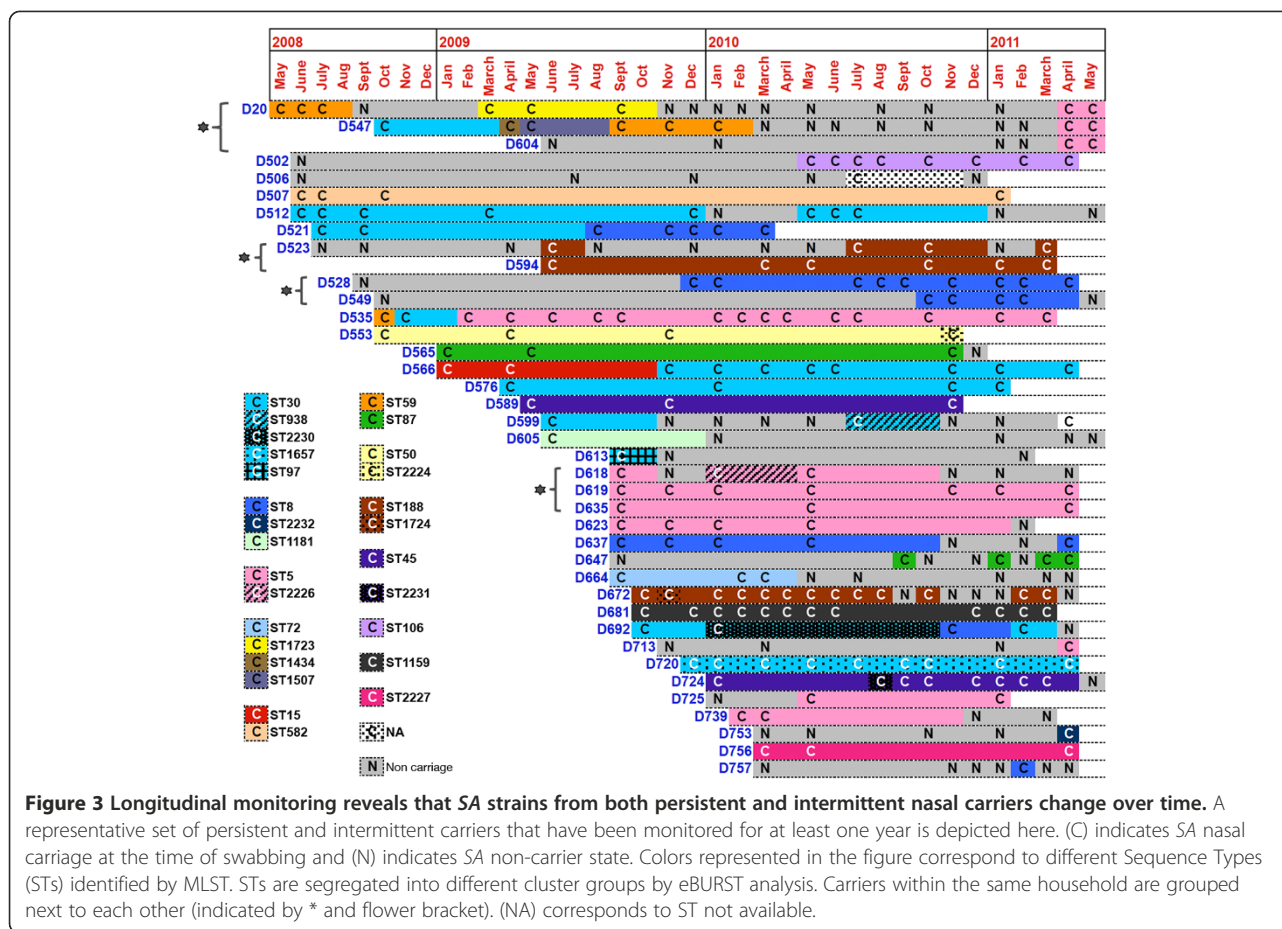 2008 2009 2010 2011
May June July Aug Sept Oct Nov Dec Jan Feb March April May June July Aug Sept Oct Nov Dec Jan Feb March April May June July Aug Sept Oct Nov Dec Jan Feb March April May
D20 C C C N C C C N N N N N N N N N C C
D547 C C C C C C N N N N N N N C C
D604 N N N N C C
D502 N C C C C C C C C
D506 N N N N C N
D507 C C C C
D512 C C C C C N C C C N N
D521 C C C C C C C
D523 N N N C N N N N C C N C
D594 C C C C C C
D528 N C C C C C C C C C
D549 N C C C C N
D535 C C C C C C C C C C C C C C C C
D553 C C C C
D565 C C C N
D566 C C C C C C C C C C C
D576 C C C C
D589 C C C
D599 C N N N C N N C
D605 C N N N N
D613 C N N
D618 C N C C N N N
D619 C C C C C C C
D635 C C C
D623 C C C C N
D637 C C C C N N C
D647 N C N N C N C C
D664 C C C N N N N N
D672 C C C C C C C C C N C N N N C C N
D681 C C C C C C C C C C C
D692 C C C C N
D713 N N N C
D720 C C C C C C C C C
D724 C C C C C C C C N
D725 N C C
D739 C C N N
D753 N N N N C
D756 C C C
D757 N N N N C N N
C ST30
C ST938
C ST2230
C ST1657
C ST97
C ST8
C ST2232
C ST1181
C ST5
C ST2226
C ST72
C ST1723
C ST1434
C ST1507
C ST15
C ST582
C ST59
C ST87
C ST50
C ST2224
C ST188
C ST1724
C ST45
C ST2231
C ST106
C ST1159
C ST2227
C NA
N Non carriage
Figure 3 Longitudinal monitoring reveals that SA strains from both persistent and intermittent nasal carriers change over time. A
representative set of persistent and intermittent carriers that have been monitored for at least one year is depicted here. (C) indicates SA nasal
carriage at the time of swabbing and (N) indicates SA non-carrier state. Colors represented in the figure correspond to different Sequence Types
(STs) identified by MLST. STs are segregated into different cluster groups by eBURST analysis. Carriers within the same household are grouped
next to each other (indicated by * and flower bracket). (NA) corresponds to ST not available.